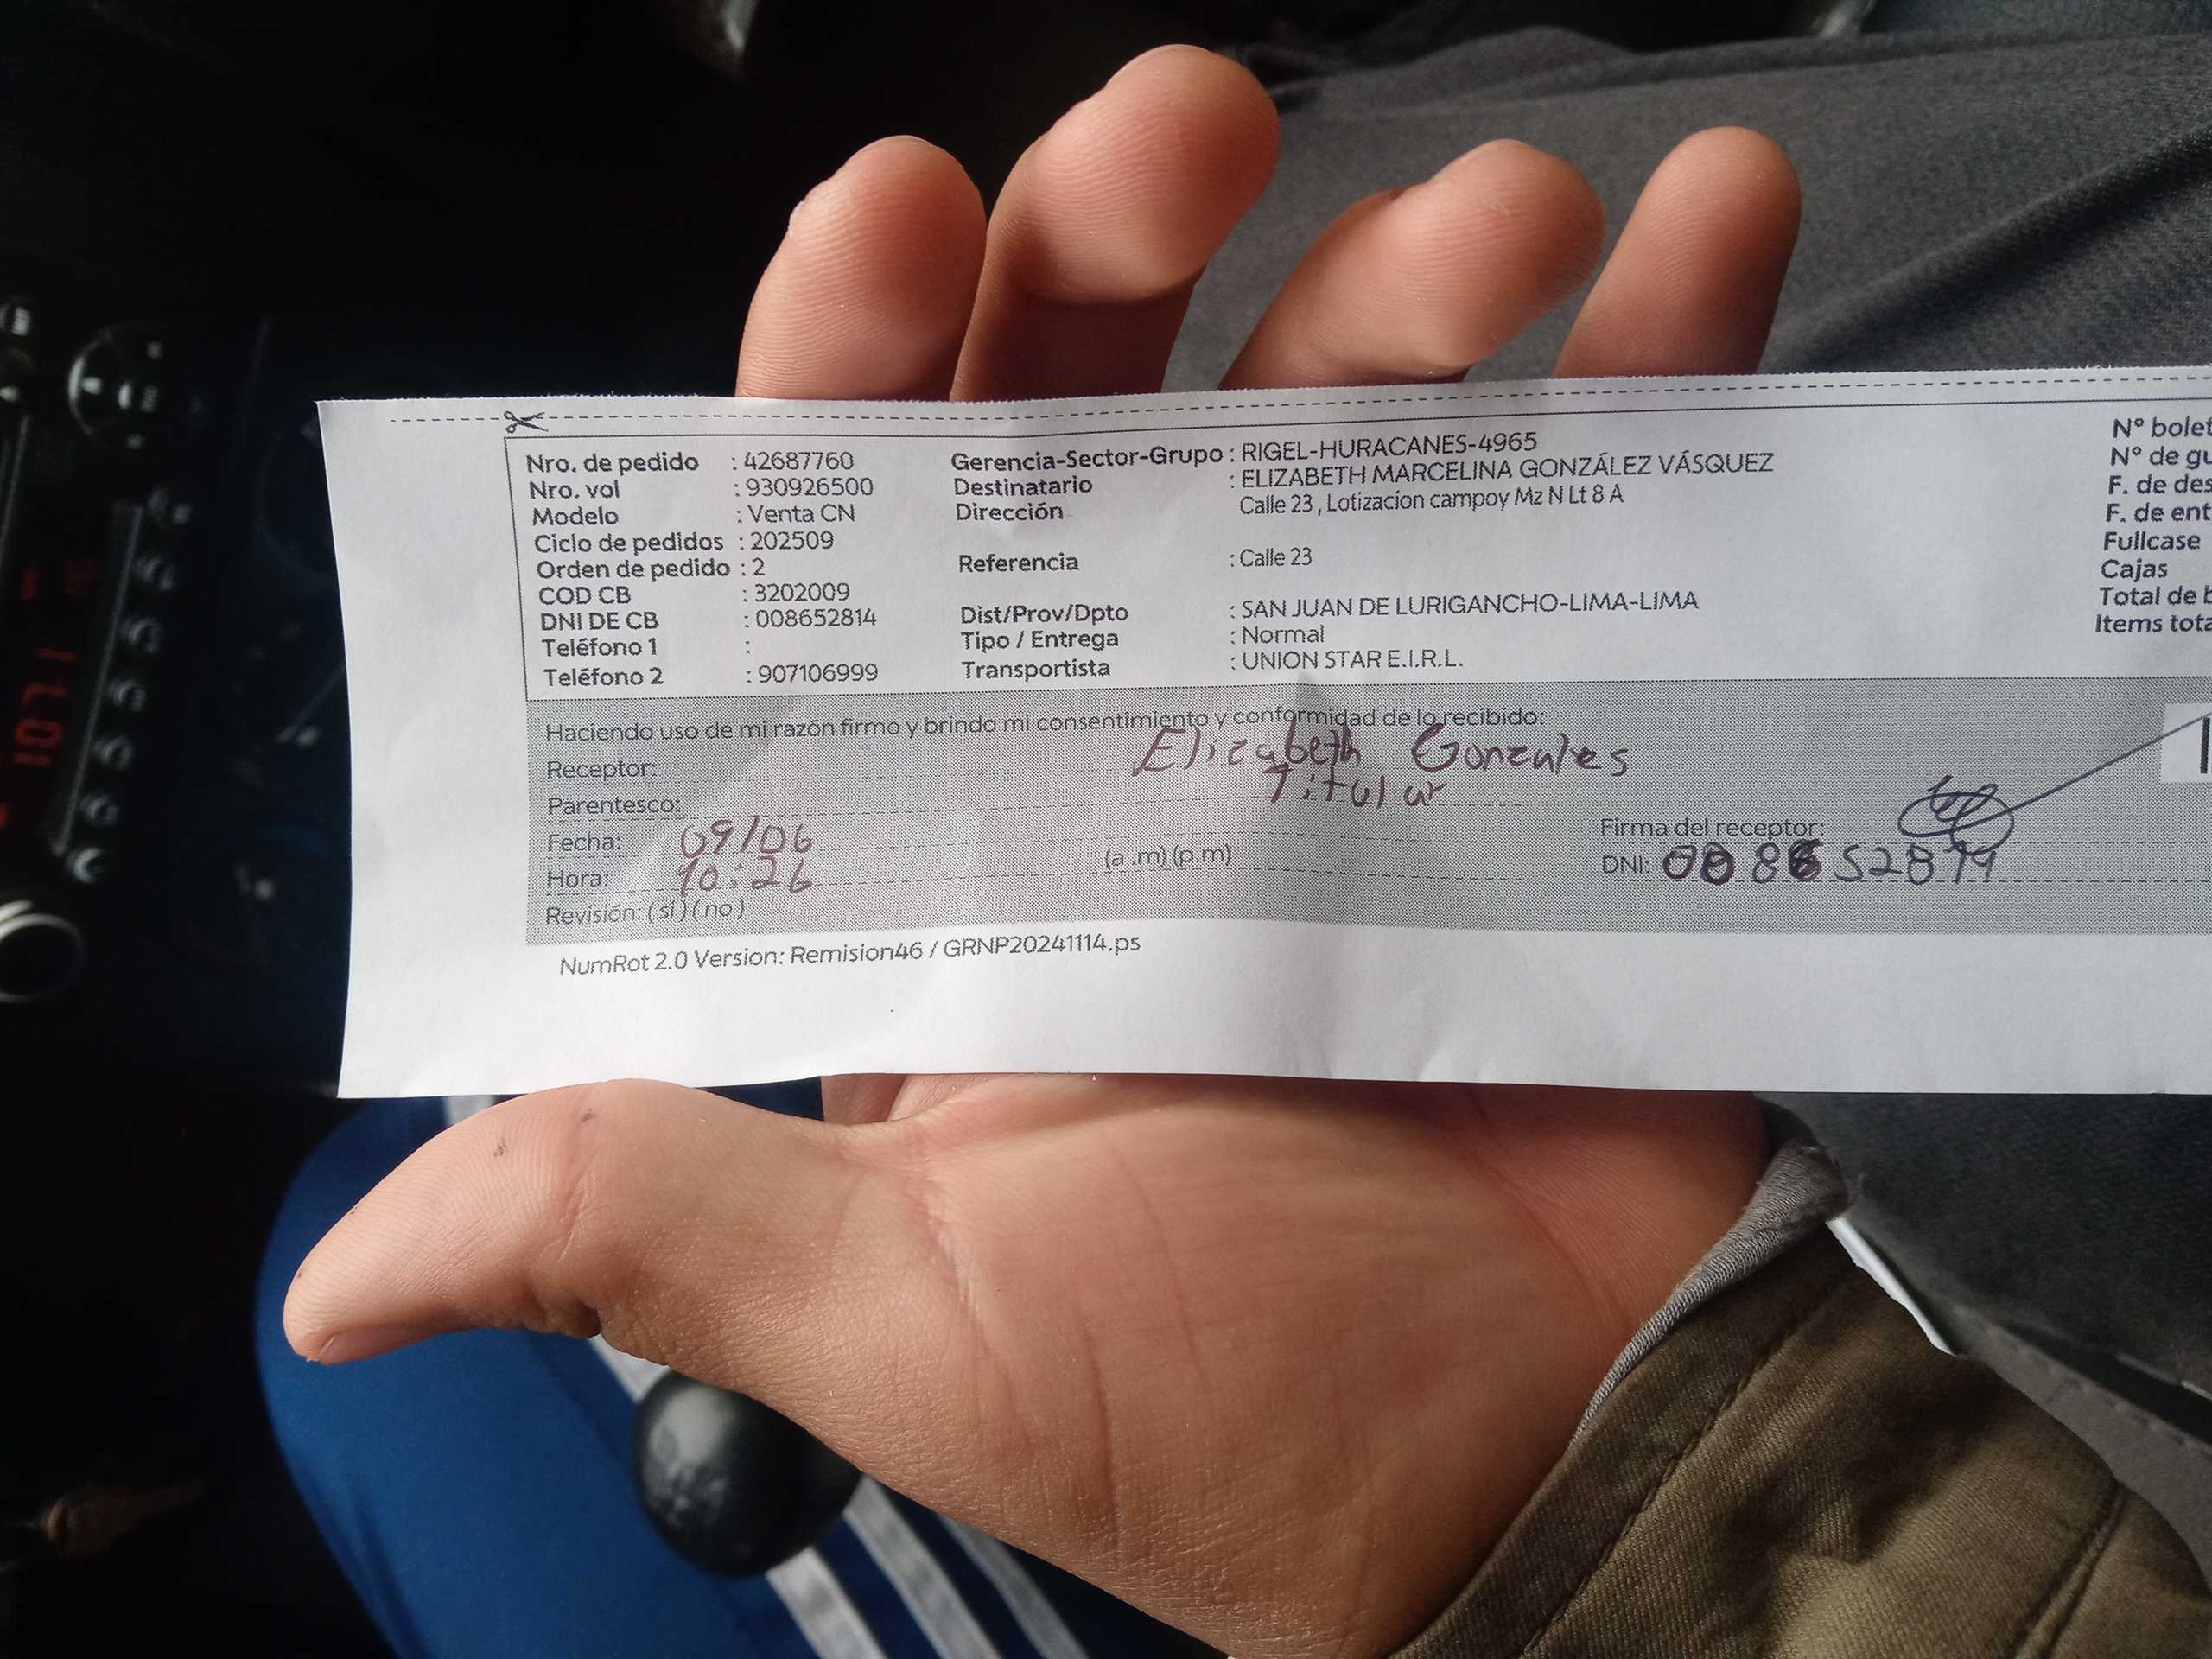 Nro. de pedido : 42687760
Nro. vol : 930926500
Modelo : Venta CN
Ciclo de pedidos : 202509
Orden de pedido : 2
COD CB : 3202009
DNI DE CB : 008652814
Teléfono 1 :
Teléfono 2 : 907106999
Gerencia-Sector-Grupo : RIGEL-HURACANES-4965
Destinatario : ELIZABETH MARCELINA GONZÁLEZ VÁSQUEZ
Dirección Calle 23 , Lotizacion campoy Mz N Lt 8 A
Referencia : Calle 23
Dist/Prov/Dpto : SAN JUAN DE LURIGANCHO-LIMA-LIMA
Tipo / Entrega : Normal
Transportista : UNION STAR E.I.R.L.
N° bolet
N° de gu
F. de des
F. de ent
Fullcase
Cajas
Total de b
Items tota
Haciendo uso de mi razón firmo y brindo mi consentimiento y conformidad de lo recibido:
Receptor: Elizabeth Gonzales
Parentesco: Titular
Fecha: 09/06
Hora: 10:26 (a .m) (p.m)
Revisión: ( si ) ( no )
Firma del receptor:
DNI: 008652814
NumRot 2.0 Version: Remision46 / GRNP20241114.ps